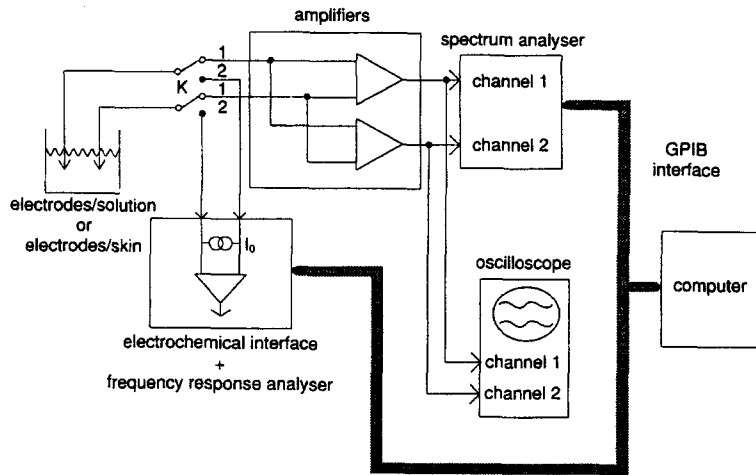 amplifiers
spectrum analyser
channel 1
channel 2
1
2
K
1
2
electrodes/solution
or
electrodes/skin
I₀
electrochemical interface
+
frequency response analyser
oscilloscope
channel 1
channel 2
GPIB
interface
computer